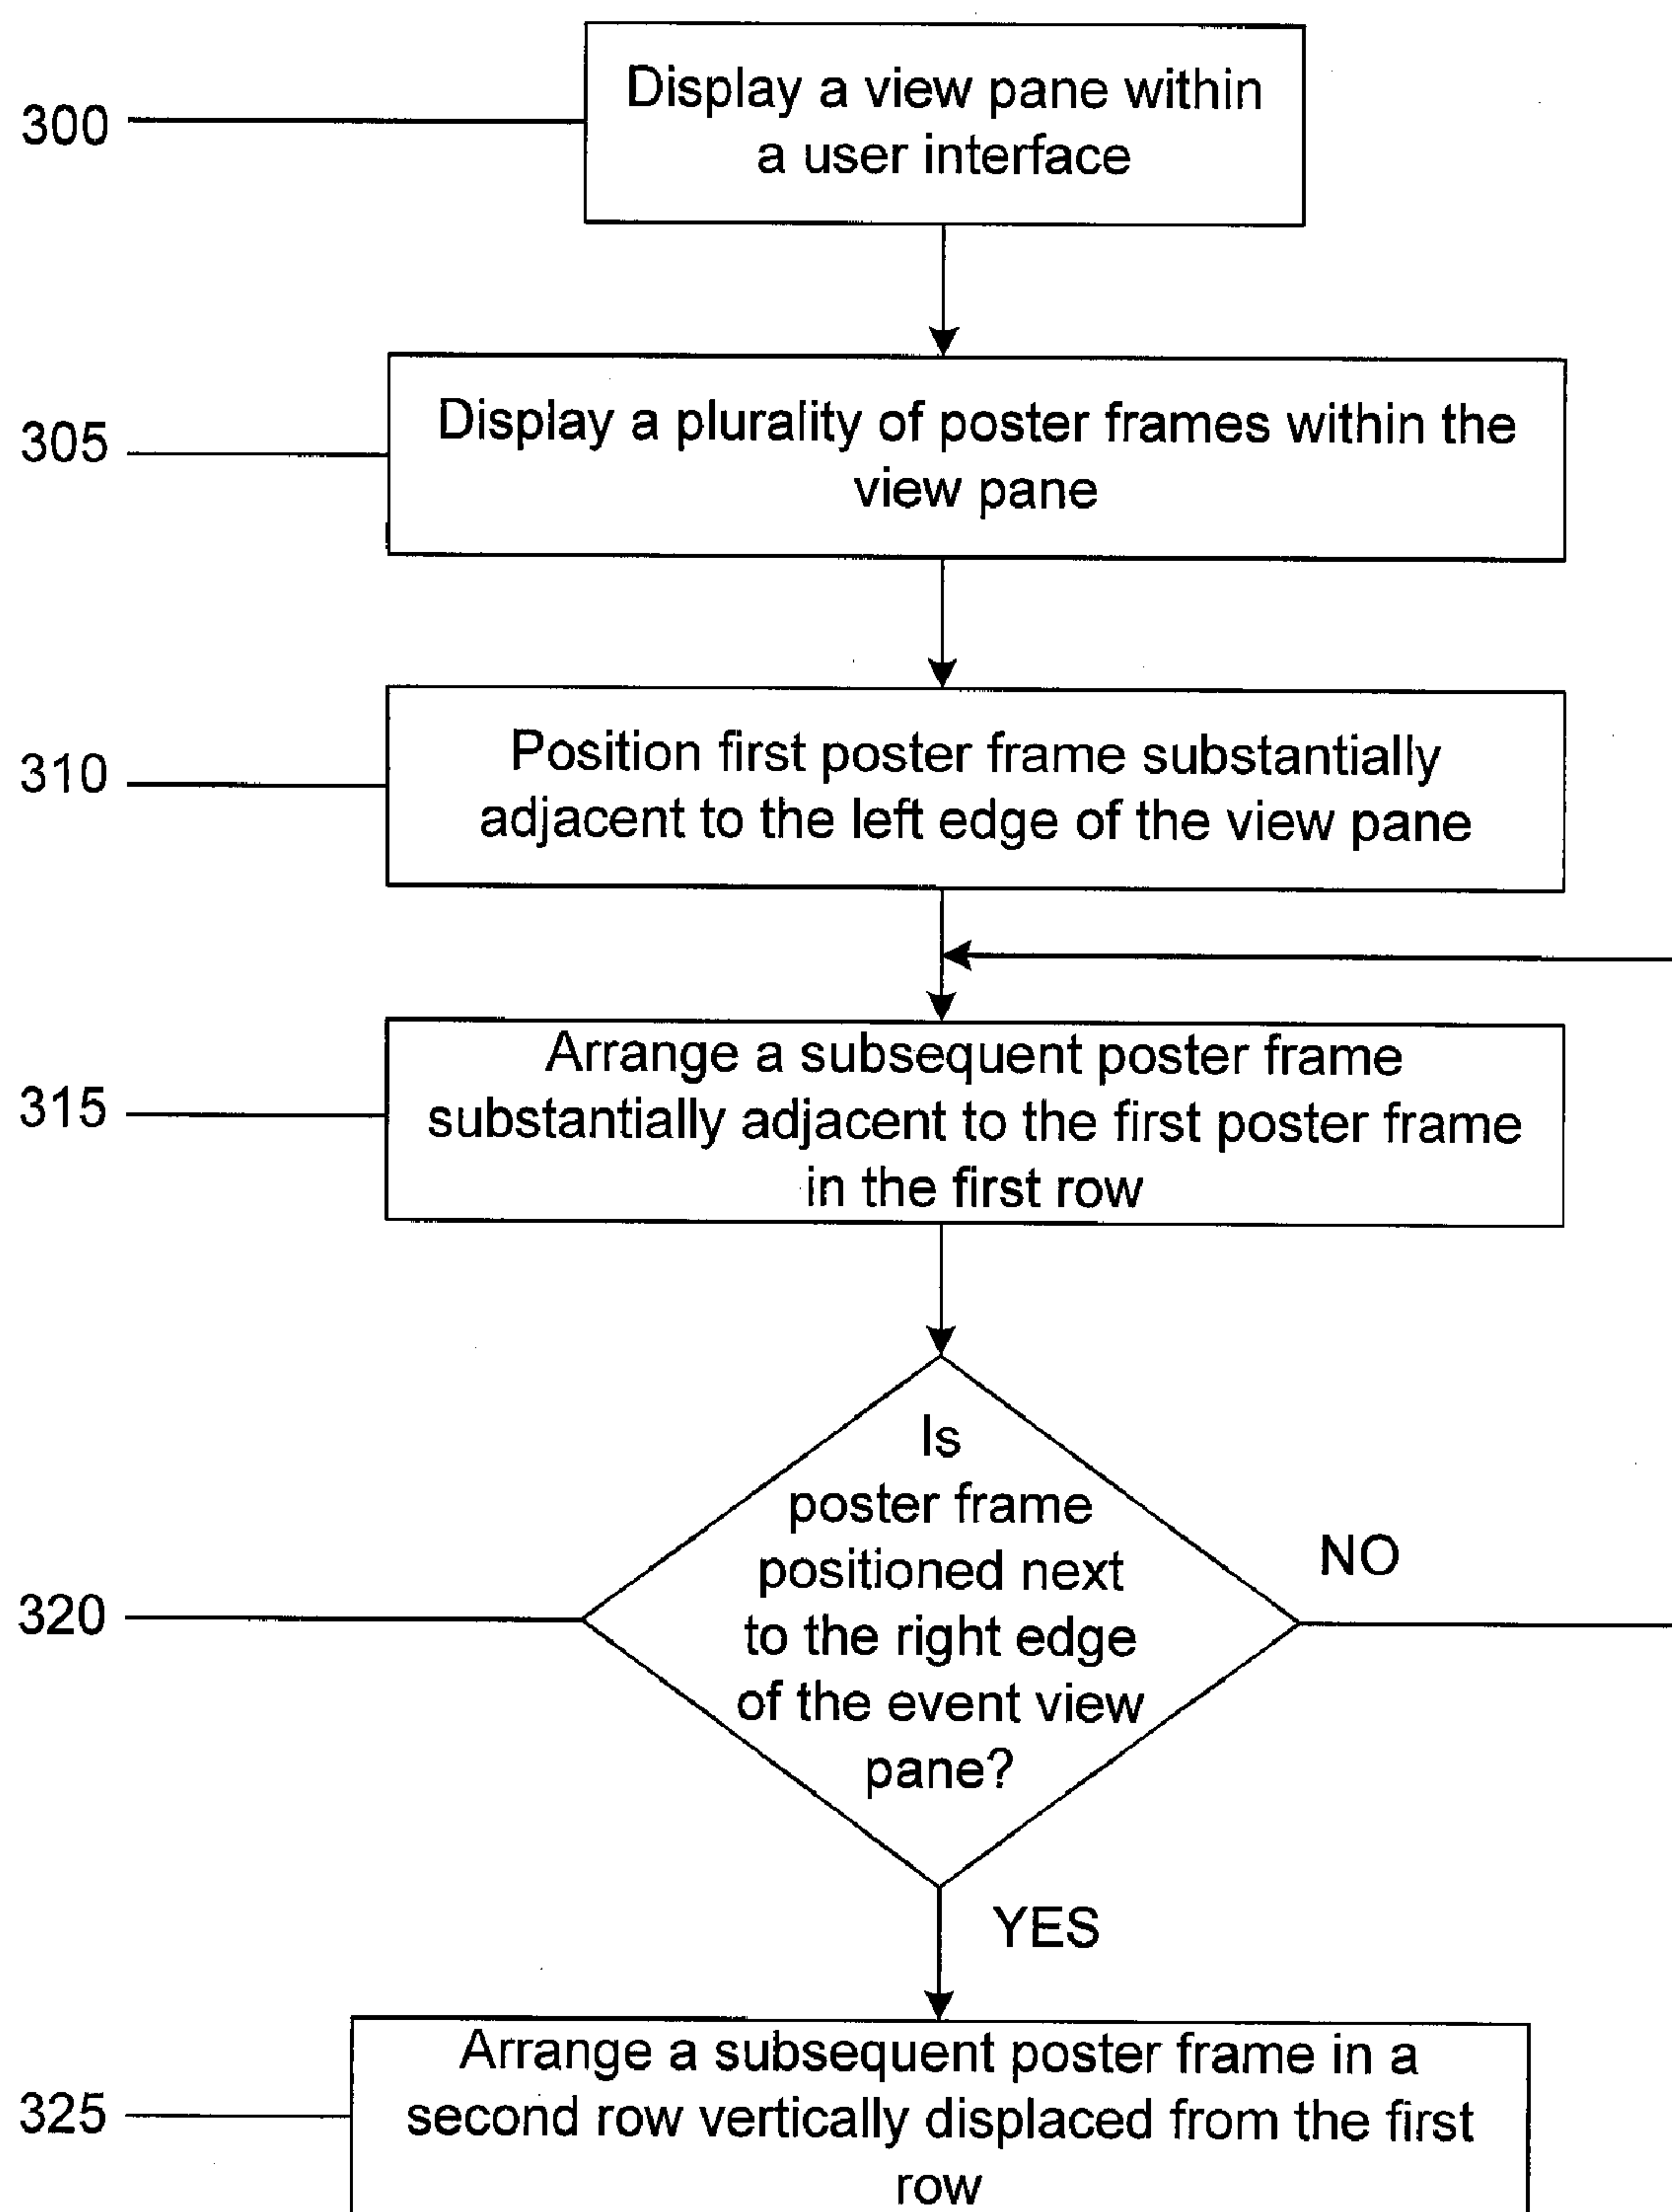 300
Display a view pane within
a user interface
305
Display a plurality of poster frames within the
view pane
310
Position first poster frame substantially
adjacent to the left edge of the view pane
315
Arrange a subsequent poster frame
substantially adjacent to the first poster frame
in the first row
320
Is
poster frame
positioned next
to the right edge
of the event view
pane?
NO
YES
325
Arrange a subsequent poster frame in a
second row vertically displaced from the first
row